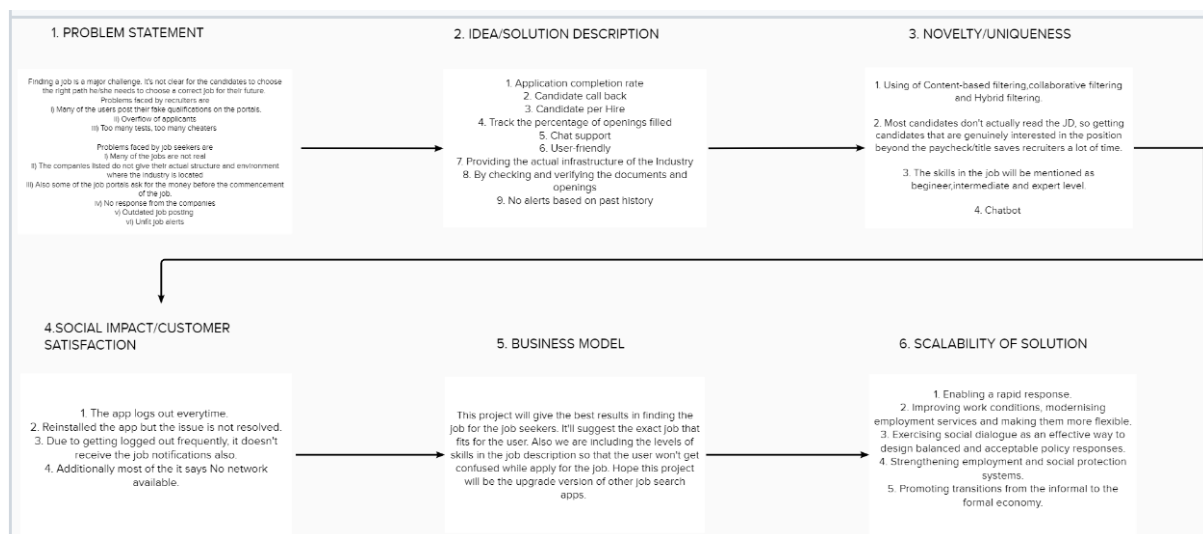 1. PROBLEM STATEMENT
Finding a job is a major challenge. It's not clear for the candidates to choose
the right path he/she needs to choose a correct job for their future.
Problems faced by recruiters are
i) Many of the users post their fake qualifications on the portals.
ii) Overflow of applicants
iii) Too many tests, too many cheaters
Problems faced by job seekers are
i) Many of the jobs are not real
ii) The companies listed do not give their actual structure and environment
where the industry is located
iii) Also some of the job portals ask for the money before the commencement
of the job.
iv) No response from the companies
v) Outdated job posting
vi) Unfit job alerts
2. IDEA/SOLUTION DESCRIPTION
1. Application completion rate
2. Candidate call back
3. Candidate per Hire
4. Track the percentage of openings filled
5. Chat support
6. User-friendly
7. Providing the actual infrastructure of the Industry
8. By checking and verifying the documents and
openings
9. No alerts based on past history
3. NOVELTY/UNIQUENESS
1. Using of Content-based filtering,collaborative filtering
and Hybrid filtering.
2. Most candidates don't actually read the JD, so getting
candidates that are genuinely interested in the position
beyond the paycheck/title saves recruiters a lot of time.
3. The skills in the job will be mentioned as
begineer,intermediate and expert level.
4. Chatbot
4.SOCIAL IMPACT/CUSTOMER
SATISFACTION
1. The app logs out everytime.
2. Reinstalled the app but the issue is not resolved.
3. Due to getting logged out frequently, it doesn't
receive the job notifications also.
4. Additionally most of the it says No network
available.
5. BUSINESS MODEL
This project will give the best results in finding the
job for the job seekers. It'll suggest the exact job that
fits for the user. Also we are including the levels of
skills in the job description so that the user won't get
confused while apply for the job. Hope this project
will be the upgrade version of other job search
apps.
6. SCALABILITY OF SOLUTION
1. Enabling a rapid response.
2. Improving work conditions, modernising
employment services and making them more flexible.
3. Exercising social dialogue as an effective way to
design balanced and acceptable policy responses.
4. Strengthening employment and social protection
systems.
5. Promoting transitions from the informal to the
formal economy.